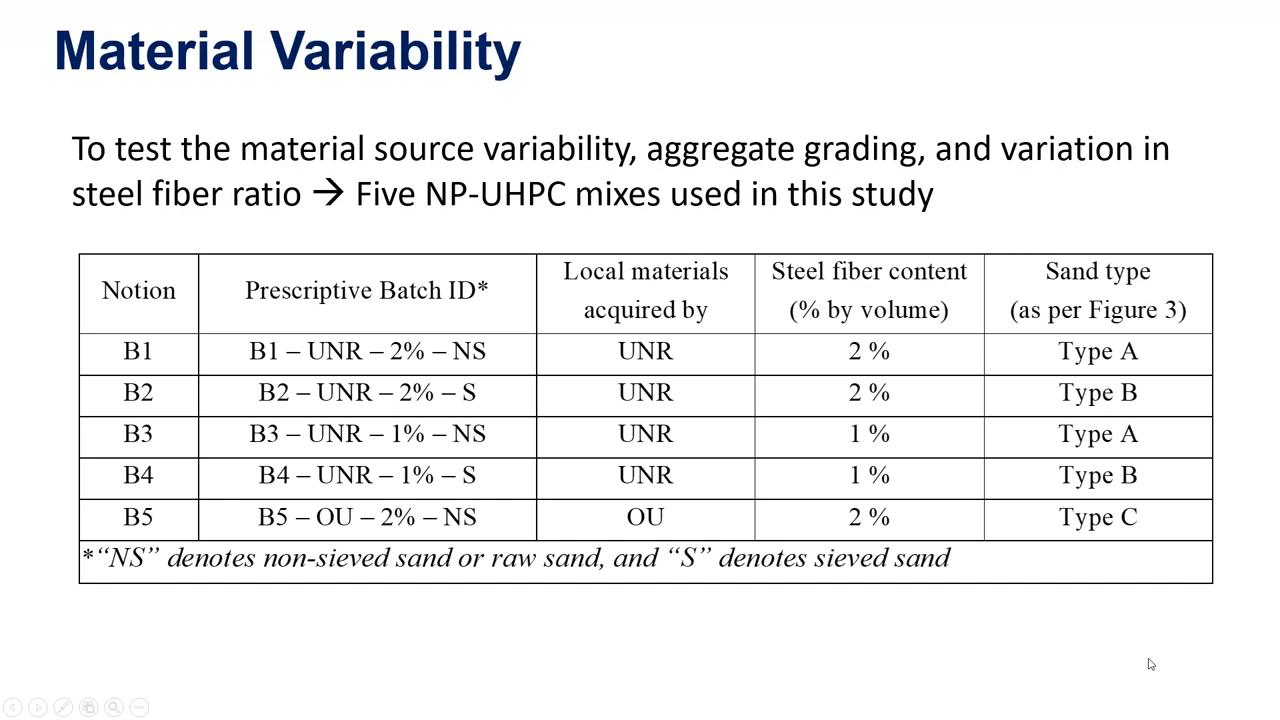 Material Variability
To test the material source variability, aggregate grading, and variation in
steel fiber ratio → Five NP-UHPC mixes used in this study
Notion Prescriptive Batch ID* Local materials acquired by Steel fiber content (% by volume) Sand type (as per Figure 3)
B1 B1 – UNR – 2% – NS UNR 2 % Type A
B2 B2 – UNR – 2% – S UNR 2 % Type B
B3 B3 – UNR – 1% – NS UNR 1 % Type A
B4 B4 – UNR – 1% – S UNR 1 % Type B
B5 B5 – OU – 2% – NS OU 2 % Type C
*“NS” denotes non-sieved sand or raw sand, and “S” denotes sieved sand